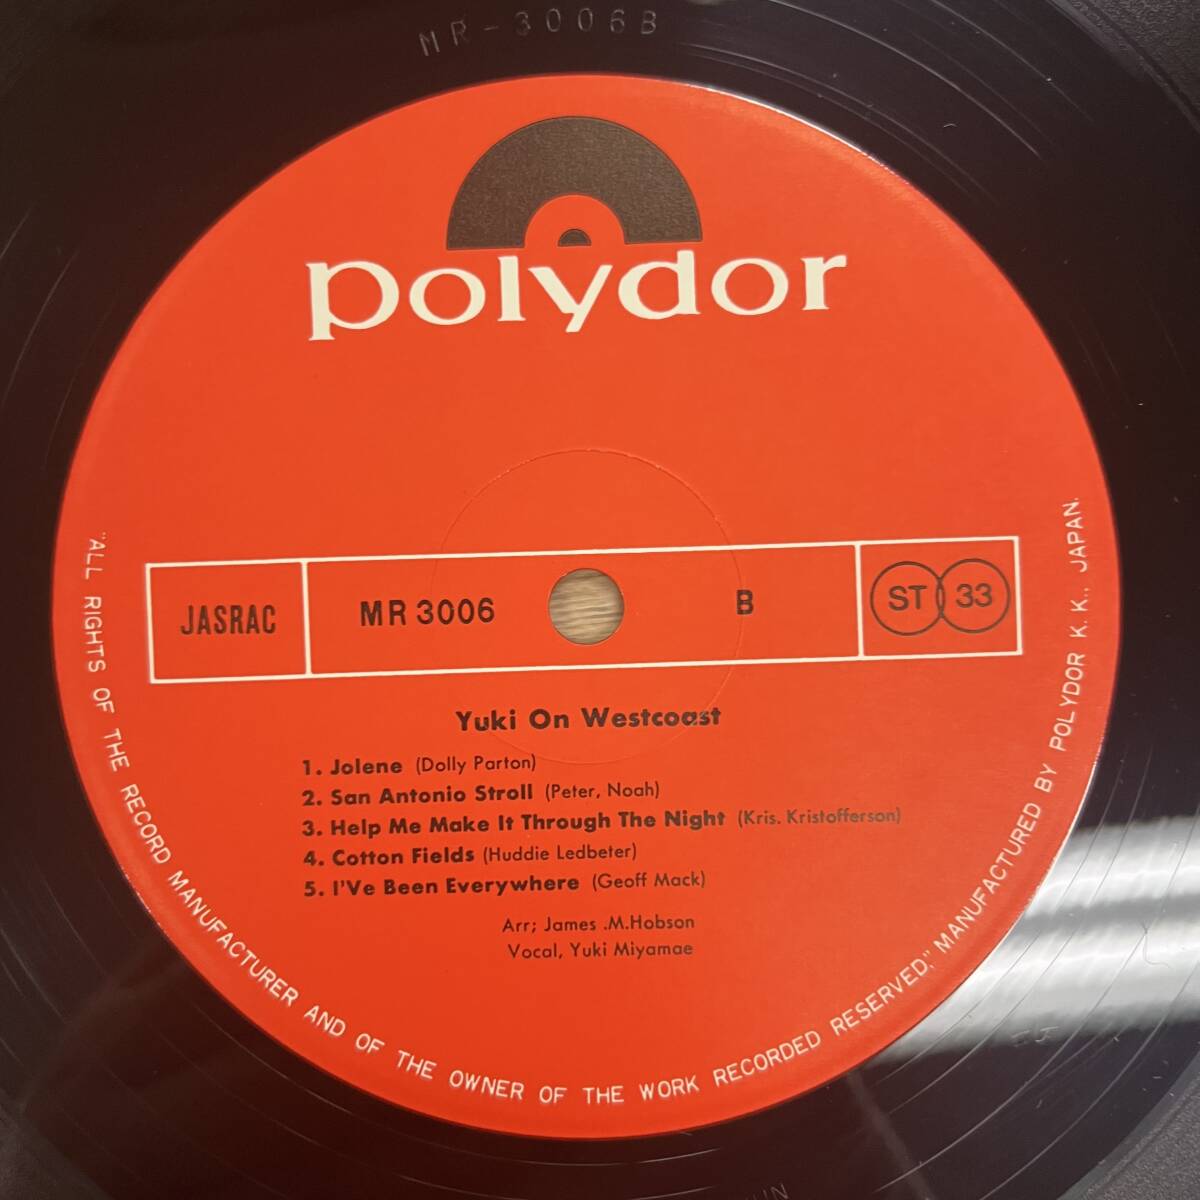 MR-3006B
polydor
JASRAC MR 3006 B ST 33
Yuki On Westcoast
1. Jolene (Dolly Parton)
2. San Antonio Stroll (Peter, Noah)
3. Help Me Make It Through The Night (Kris. Kristofferson)
4. Cotton Fields (Huddie Ledbeter)
5. I'Ve Been Everywhere (Geoff Mack)
Arr; James .M.Hobson
Vocal, Yuki Miyamae
"ALL RIGHTS OF THE RECORD MANUFACTURER AND OF THE OWNER OF THE WORK RECORDED RESERVED," MANUFACTURED BY POLYDOR K. K., JAPAN.